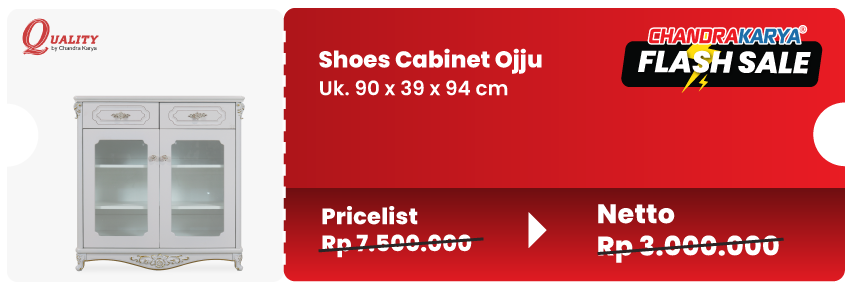 QUALITY
by Chandra Karya
Shoes Cabinet Ojju
Uk. 90 x 39 x 94 cm
CHANDRAKARYA®
FLASH SALE
Pricelist
Rp 7.500.000
Netto
Rp 3.000.000